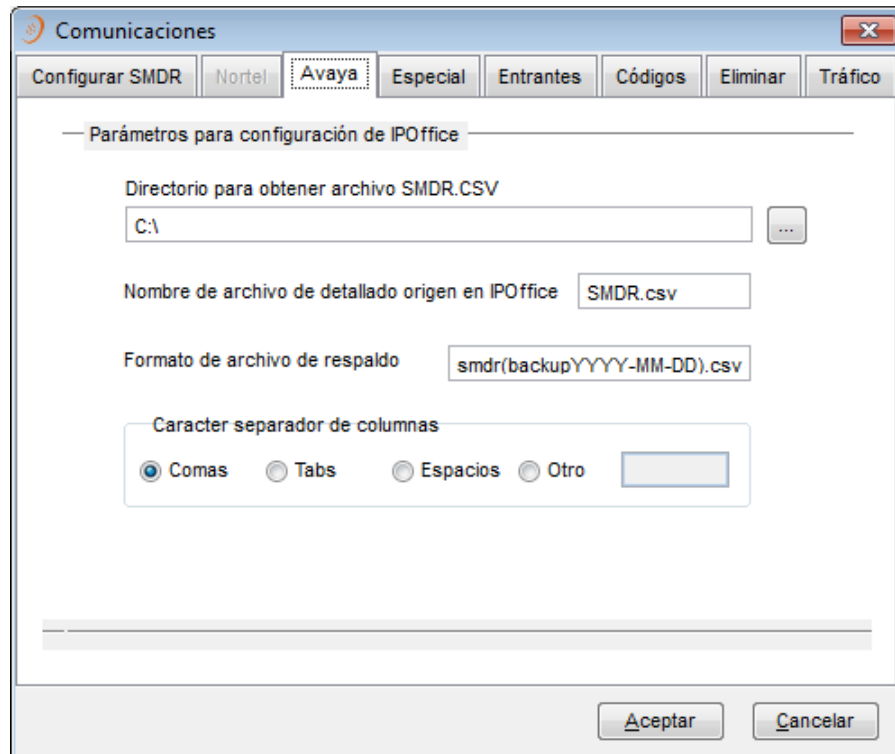 Comunicaciones
Configurar SMDR Nortel Avaya Especial Entrantes Códigos Eliminar Tráfico
Parámetros para configuración de IPOffice
Directorio para obtener archivo SMDR.CSV
C:\
...
Nombre de archivo de detallado origen en IPOffice SMDR.csv
Formato de archivo de respaldo smdr(backupYYYY-MM-DD).csv
Caracter separador de columnas
Comas Tabs Espacios Otro
Aceptar Cancelar